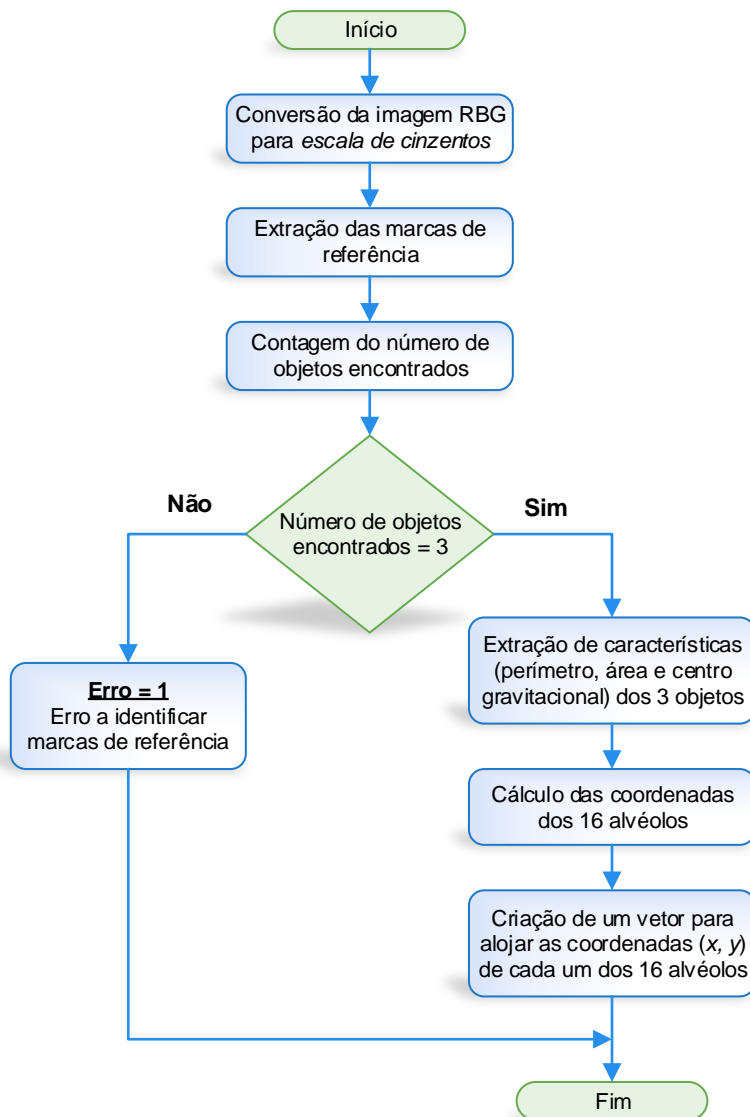 Início
Conversão da imagem RBG
para escala de cinzentos
Extração das marcas de
referência
Contagem do número de
objetos encontrados
Não
Sim
Número de objetos
encontrados = 3
Erro = 1
Erro a identificar
marcas de referência
Extração de características
(perímetro, área e centro
gravitacional) dos 3 objetos
Cálculo das coordenadas
dos 16 alvéolos
Criação de um vetor para
alojar as coordenadas (x, y)
de cada um dos 16 alvéolos
Fim